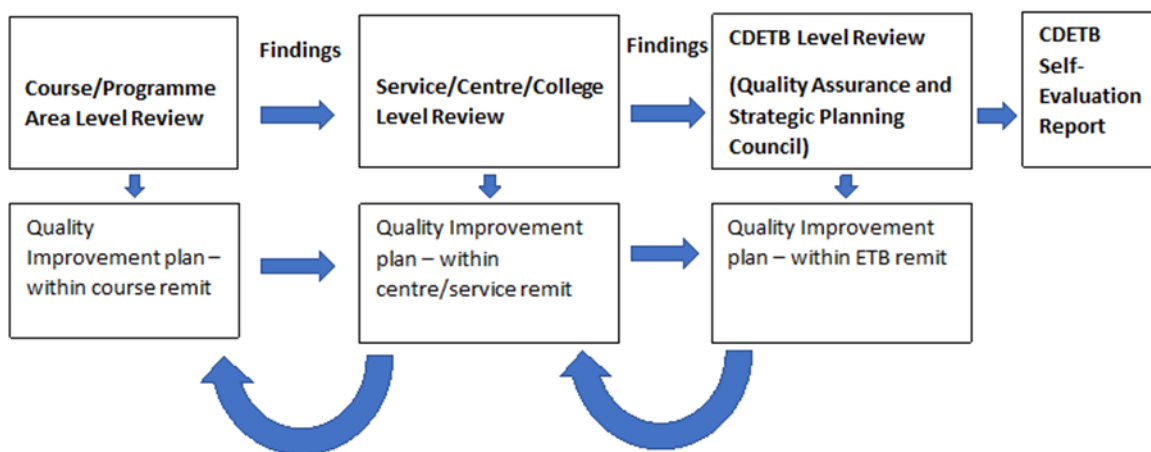 Course/Programme
Area Level Review
Findings
Service/Centre/College
Level Review
Findings
CDETB Level Review
(Quality Assurance and
Strategic Planning
Council)
CDETB
Self-
Evaluation
Report
Quality
Improvement plan –
within course remit
Quality Improvement
plan – within
centre/service remit
Quality Improvement
plan – within ETB remit